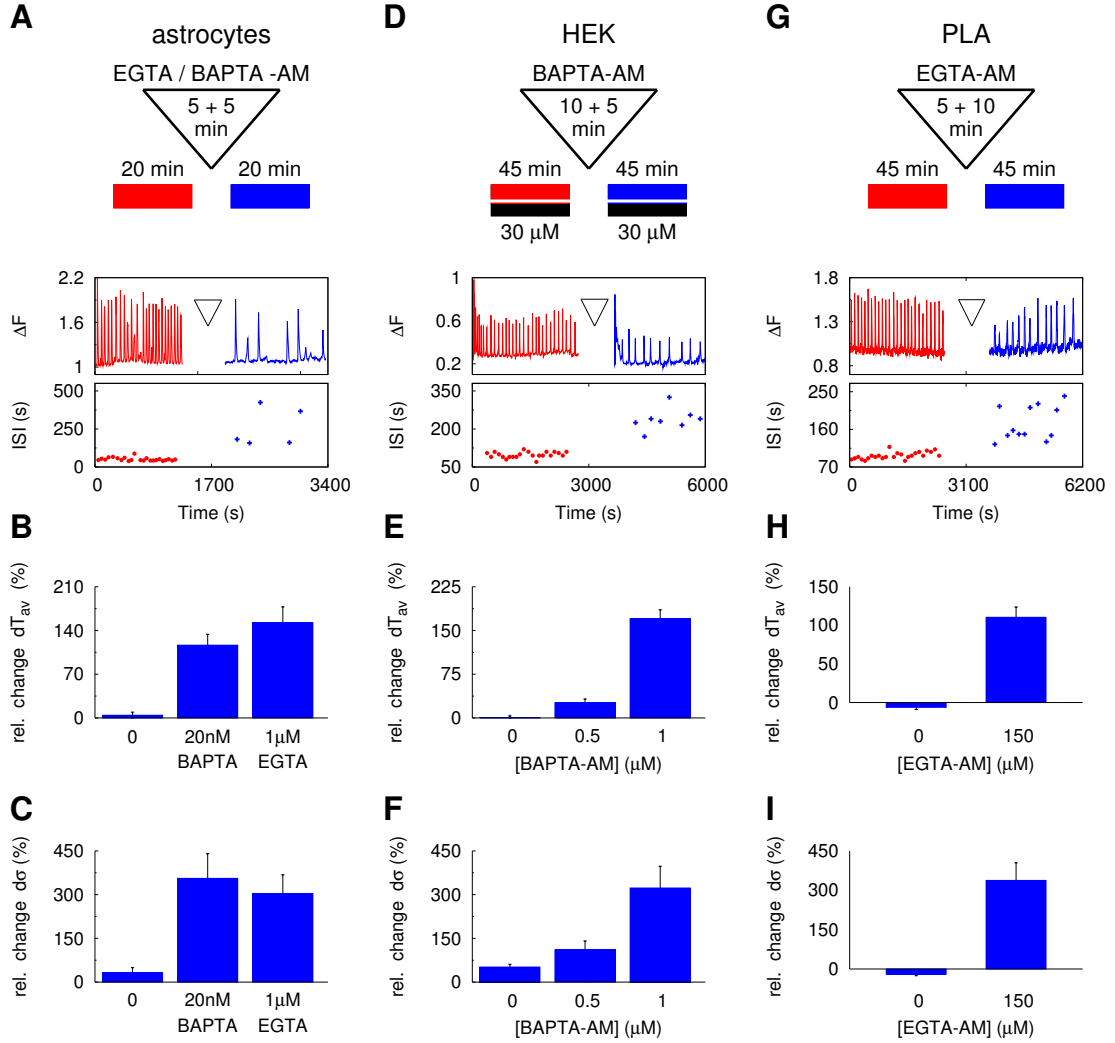 A
astrocytes
EGTA / BAPTA -AM
5 + 5
min
20 min
20 min
ΔF
2.2
1.6
1
ISI (s)
500
250
0
0
1700
3400
Time (s)
B
rel. change dTav (%)
210
140
70
0
0
20nM
BAPTA
1μM
EGTA
C
rel. change dσ (%)
450
300
150
0
0
20nM
BAPTA
1μM
EGTA
D
HEK
BAPTA-AM
10 + 5
min
45 min
45 min
30 μM
30 μM
ΔF
1
0.6
0.2
ISI (s)
350
200
50
0
3000
6000
Time (s)
E
rel. change dTav (%)
225
150
75
0
0
0.5
1
[BAPTA-AM] (μM)
F
rel. change dσ (%)
450
300
150
0
0
0.5
1
[BAPTA-AM] (μM)
G
PLA
EGTA-AM
5 + 10
min
45 min
45 min
ΔF
1.8
1.3
0.8
ISI (s)
250
160
70
0
3100
6200
Time (s)
H
rel. change dTav (%)
150
100
50
0
0
150
[EGTA-AM] (μM)
I
rel. change dσ (%)
450
300
150
0
0
150
[EGTA-AM] (μM)